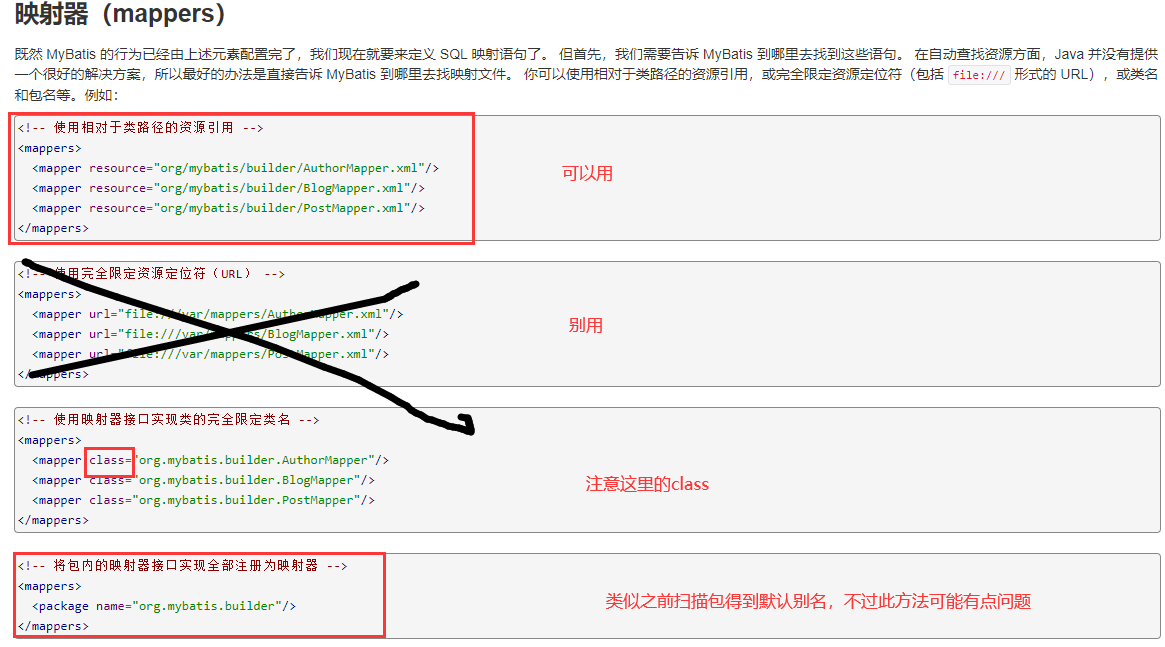 映射器（mappers）
既然 MyBatis 的行为已经由上述元素配置完了，我们现在就要来定义 SQL 映射语句了。 但首先，我们需要告诉 MyBatis 到哪里去找到这些语句。 在自动查找资源方面，Java 并没有提供
一个很好的解决方案，所以最好的办法是直接告诉 MyBatis 到哪里去找映射文件。 你可以使用相对于类路径的资源引用，或完全限定资源定位符（包括 file:/// 形式的 URL），或类名
和包名等。例如：
<!-- 使用相对于类路径的资源引用 -->
<mappers>
<mapper resource="org/mybatis/builder/AuthorMapper.xml"/>
<mapper resource="org/mybatis/builder/BlogMapper.xml"/>
<mapper resource="org/mybatis/builder/PostMapper.xml"/>
</mappers>
可以用
<!-- 使用完全限定资源定位符（URL） -->
<mappers>
<mapper url="file:///var/mappers/AuthorMapper.xml"/>
<mapper url="file:///var/mappers/BlogMapper.xml"/>
<mapper url="file:///var/mappers/PostMapper.xml"/>
</mappers>
别用
<!-- 使用映射器接口实现类的完全限定类名 -->
<mappers>
<mapper class="org.mybatis.builder.AuthorMapper"/>
<mapper class="org.mybatis.builder.BlogMapper"/>
<mapper class="org.mybatis.builder.PostMapper"/>
</mappers>
注意这里的class
<!-- 将包内的映射器接口实现全部注册为映射器 -->
<mappers>
<package name="org.mybatis.builder"/>
</mappers>
类似之前扫描包得到默认别名，不过此方法可能有点问题